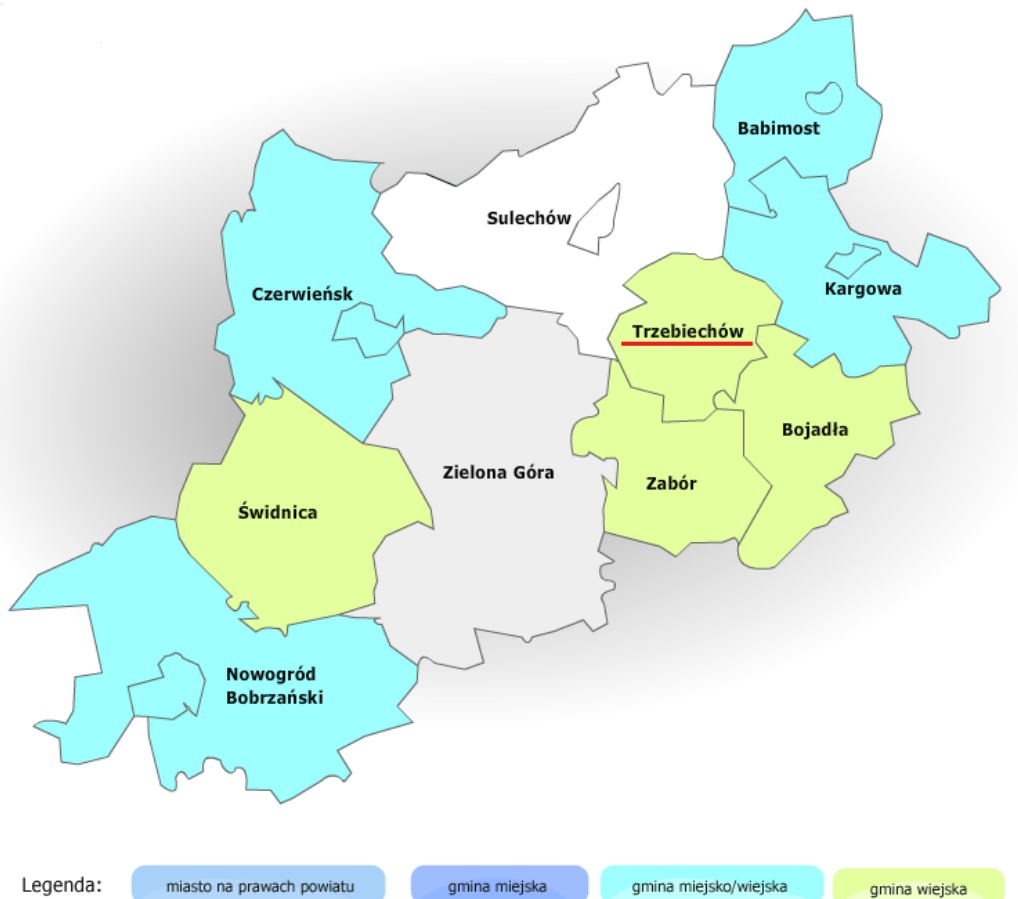 Babimost
Sulechów
Kargowa
Czerwieńsk
Trzebiechów
Bojadła
Zielona Góra
Zabór
Świdnica
Nowogród
Bobrzański
Legenda: miasto na prawach powiatu gmina miejska gmina miejsko/wiejska gmina wiejska